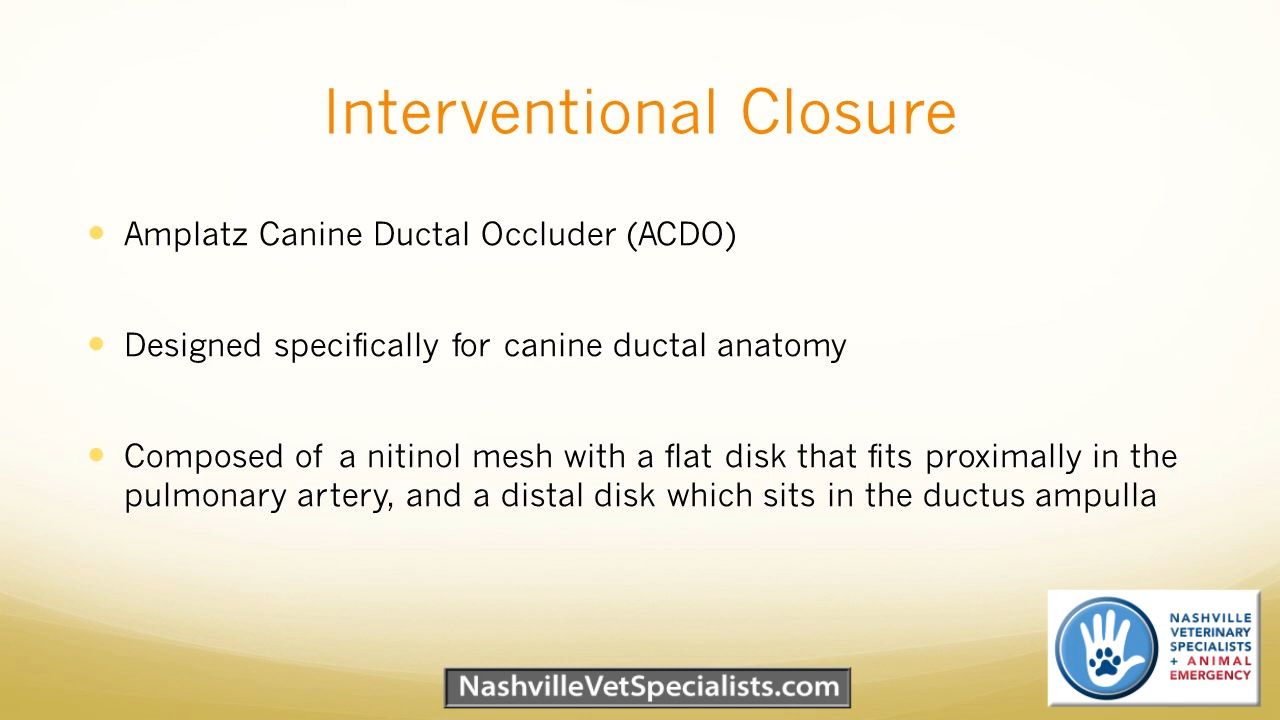 Interventional Closure
Amplatz Canine Ductal Occluder (ACDO)
Designed specifically for canine ductal anatomy
Composed of a nitinol mesh with a flat disk that fits proximally in the
pulmonary artery, and a distal disk which sits in the ductus ampulla
NASHVILLE
VETERINARY
SPECIALISTS
+ ANIMAL
EMERGENCY
NashvilleVetSpecialists.com